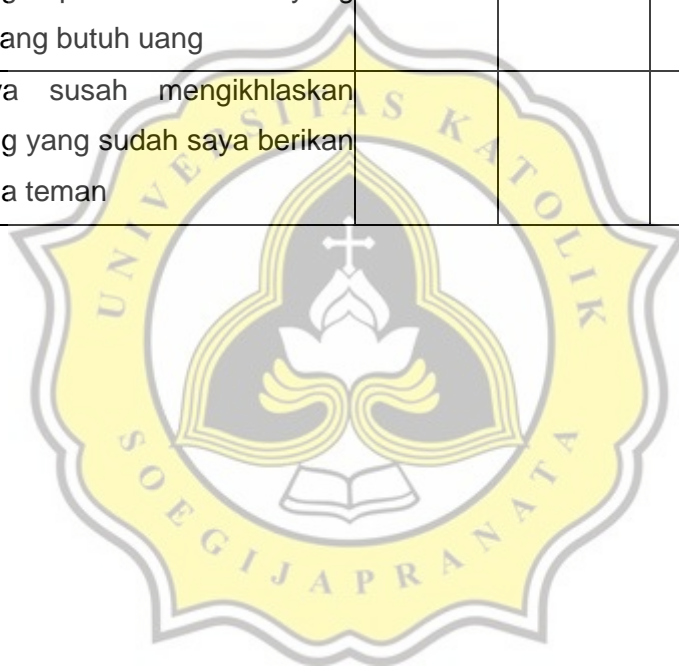 ang butuh uang
susah mengikhlaskan
g yang sudah saya berikan
a teman
UNIVERSITAS KATOLIK
SOEGIJAPRANATA